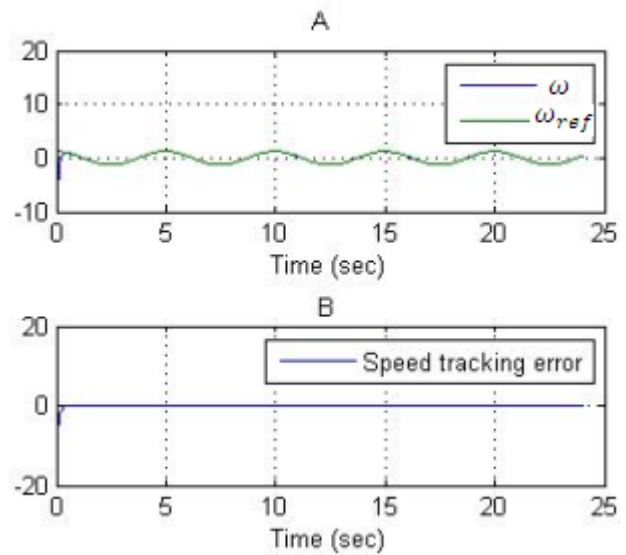 A
20
10
0
-10
ω
ω_ref
0 5 10 15 20 25
Time (sec)
B
20
0
-20
Speed tracking error
0 5 10 15 20 25
Time (sec)